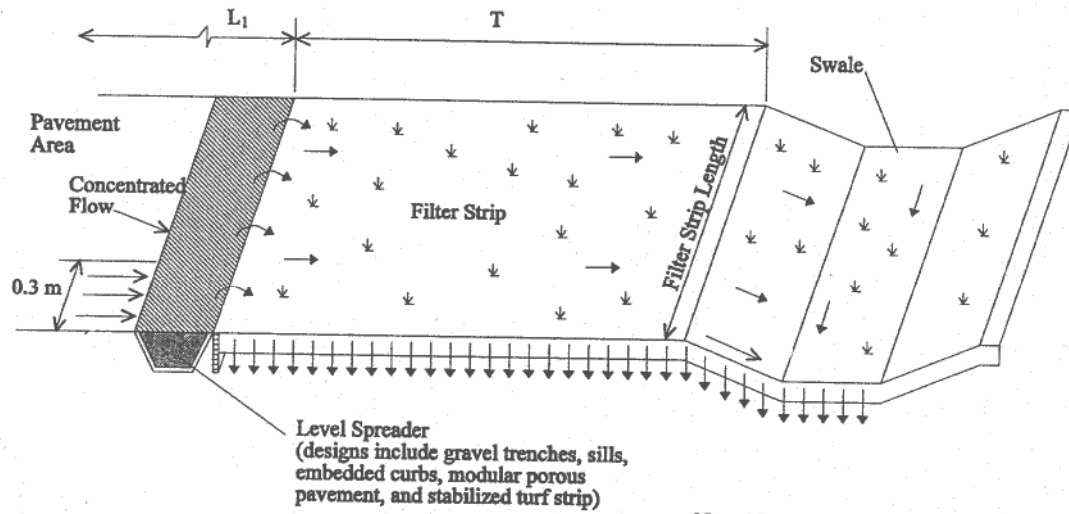 L1
T
Swale
Pavement
Area
Concentrated
Flow
Filter Strip
Filter Strip Length
0.3 m
Level Spreader
(designs include gravel trenches, sills,
embedded curbs, modular porous
pavement, and stabilized turf strip)